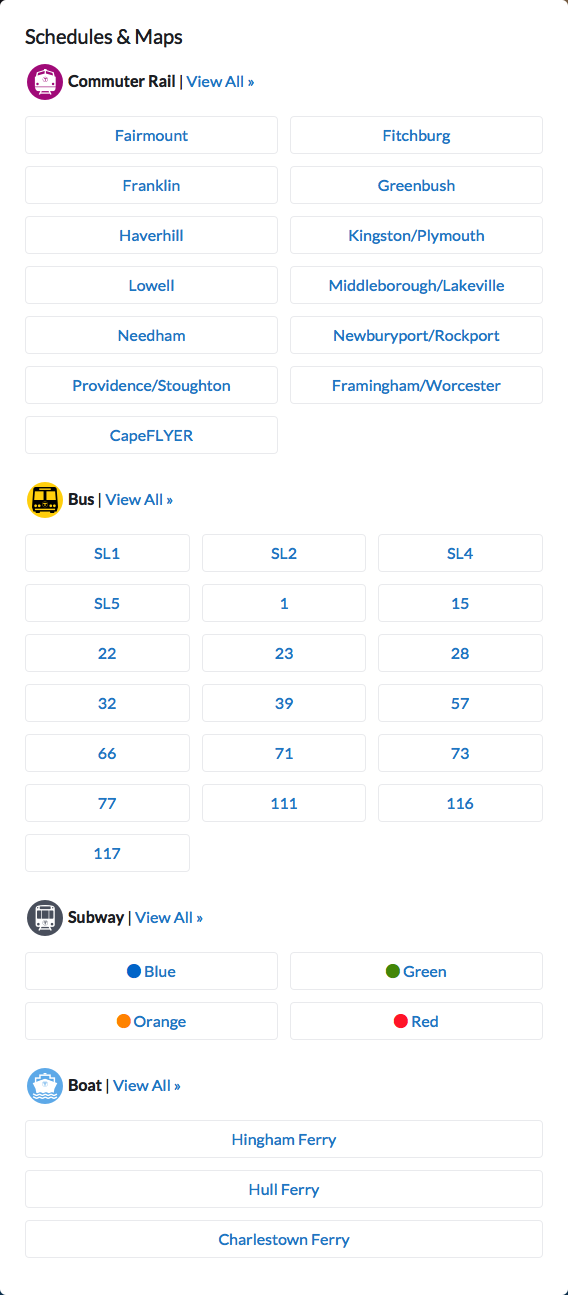 Schedules & Maps
Commuter Rail | View All »
Fairmount Fitchburg
Franklin Greenbush
Haverhill Kingston/Plymouth
Lowell Middleborough/Lakeville
Needham Newburyport/Rockport
Providence/Stoughton Framingham/Worcester
CapeFLYER
Bus | View All »
SL1 SL2 SL4
SL5 1 15
22 23 28
32 39 57
66 71 73
77 111 116
117
Subway | View All »
Blue Green
Orange Red
Boat | View All »
Hingham Ferry
Hull Ferry
Charlestown Ferry